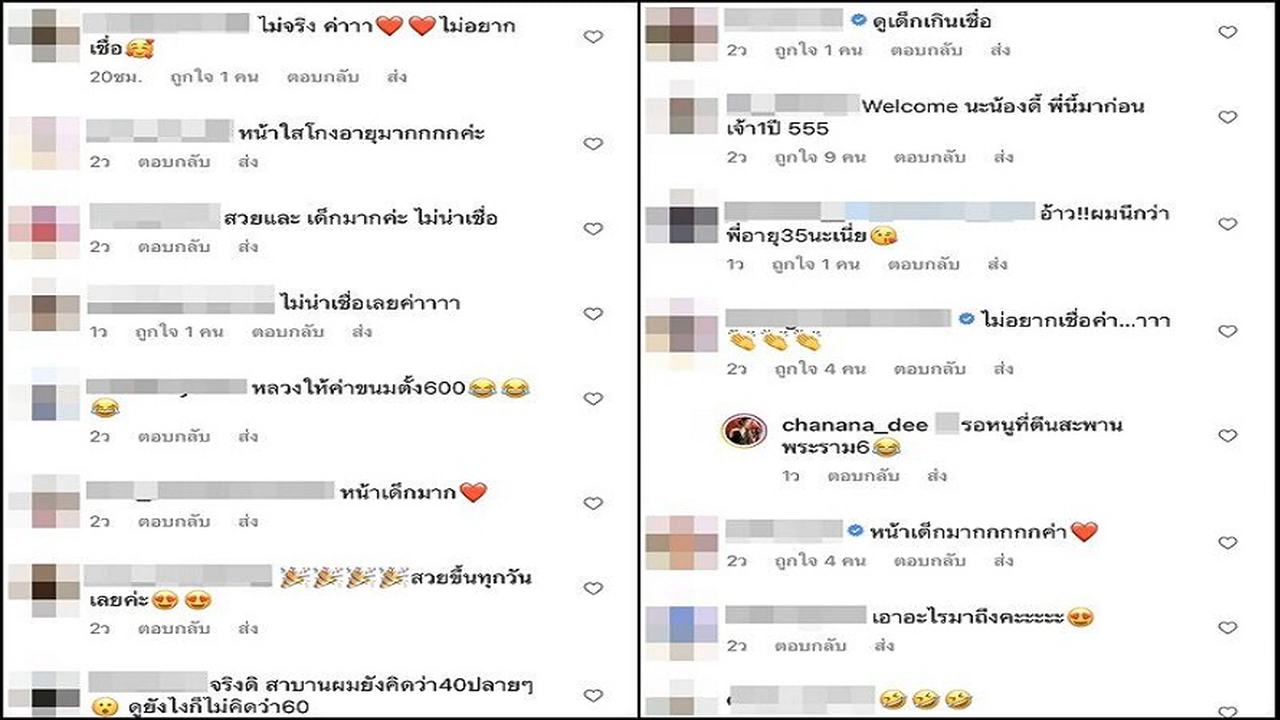 ไม่จริง ค่าาา❤️❤️ไม่อยาก
เชื่อ🥰
20ชม. ถูกใจ 1 คน ตอบกลับ ส่ง
หน้าใสโกงอายุมากกกกค่ะ
2ว ตอบกลับ ส่ง
สวยและ เด็กมากค่ะ ไม่น่าเชื่อ
2ว ตอบกลับ ส่ง
ไม่น่าเชื่อเลยค่าาาา
1ว ถูกใจ 1 คน ตอบกลับ ส่ง
หลวงให้ค่าขนมตั้ง600😂😂
😂
2ว ตอบกลับ ส่ง
หน้าเด็กมาก❤️
2ว ตอบกลับ ส่ง
🎉🎉🎉🎉สวยขึ้นทุกวัน
เลยค่ะ😍😍
2ว ตอบกลับ ส่ง
จริงดิ สาบานผมยังคิดว่า40ปลายๆ
😮 ดูยังไงก็ไม่คิดว่า60
ดูเด็กเกินเชื่อ
2ว ถูกใจ 1 คน ตอบกลับ ส่ง
Welcome นะน้องดี้ พี่นี้มาก่อน
เจ้า1ปี 555
2ว ถูกใจ 9 คน ตอบกลับ ส่ง
อ้าว!!ผมนึกว่า
พี่อายุ35นะเนี่ย😘
1ว ถูกใจ 1 คน ตอบกลับ ส่ง
ไม่อยากเชื่อค่า...าาา
👏👏👏
2ว ถูกใจ 4 คน ตอบกลับ ส่ง
chanana_dee รอหนูที่ตีนสะพาน
พระราม6😂
1ว ตอบกลับ ส่ง
หน้าเด็กมากกกกกค่า❤️
2ว ถูกใจ 4 คน ตอบกลับ ส่ง
เอาอะไรมาถึงคะะะะะ😍
2ว ตอบกลับ ส่ง
🤣🤣🤣